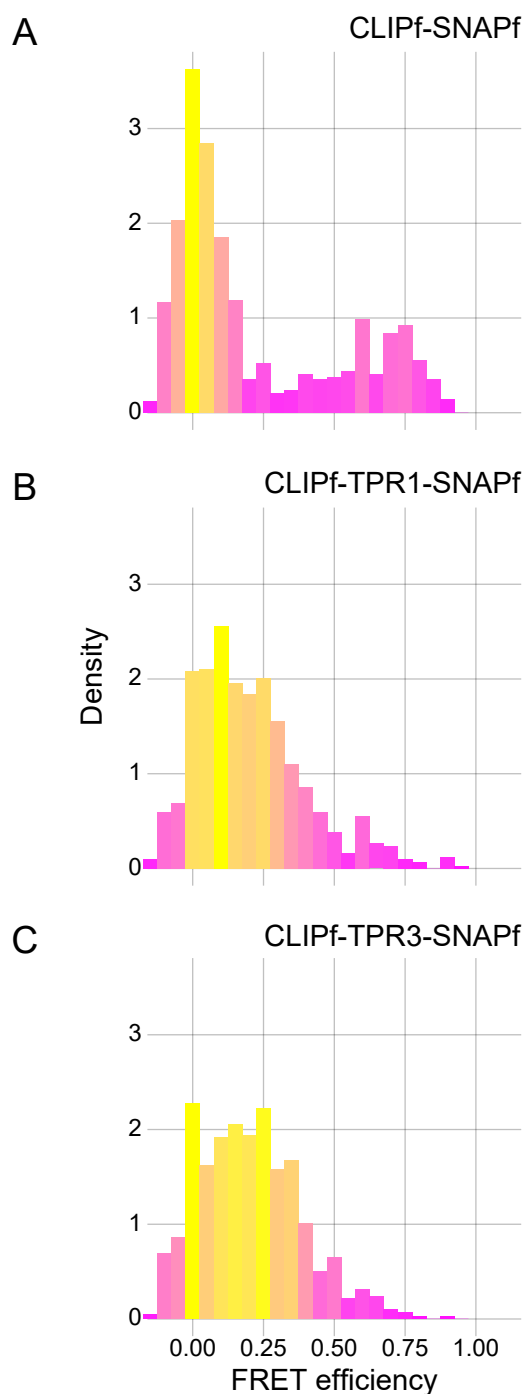 A
CLIPf-SNAPf
3
2
1
0
B
CLIPf-TPR1-SNAPf
3
2
1
0
Density
C
CLIPf-TPR3-SNAPf
3
2
1
0
0.00 0.25 0.50 0.75 1.00
FRET efficiency